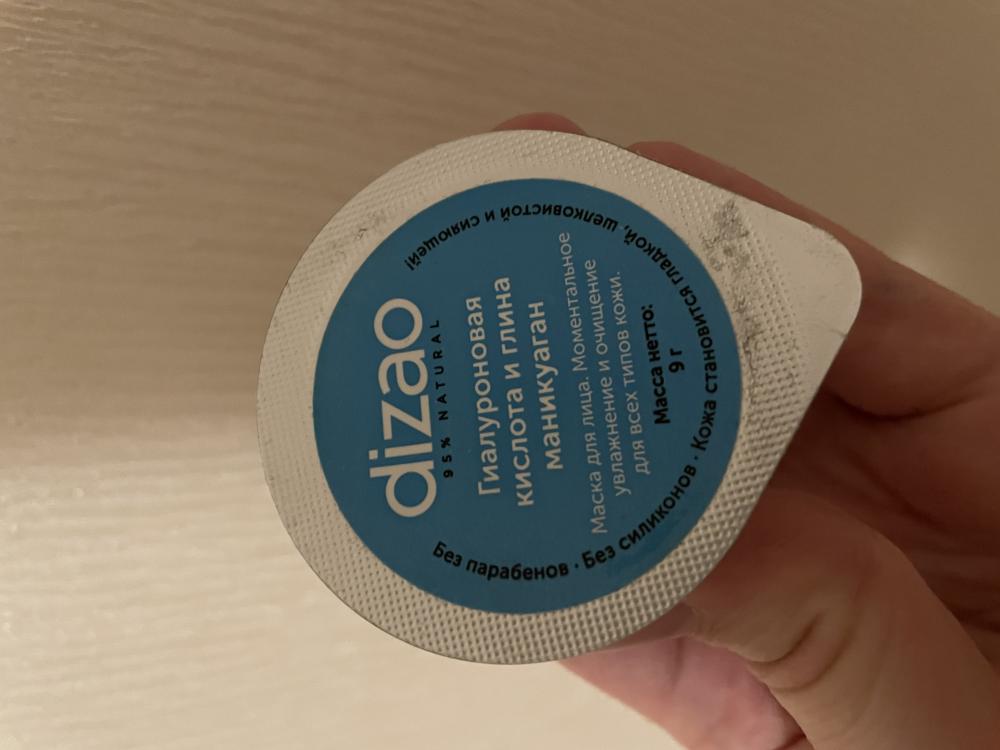 dizao
95% NATURAL
Гиалуроновая
кислота и глина
маникуаган
Маска для лица. Моментальное
увлажнение и очищение
для всех типов кожи.
Масса нетто:
9 г
Без парабенов · Без силиконов · Кожа становится гладкой, шелковистой и сияющей!